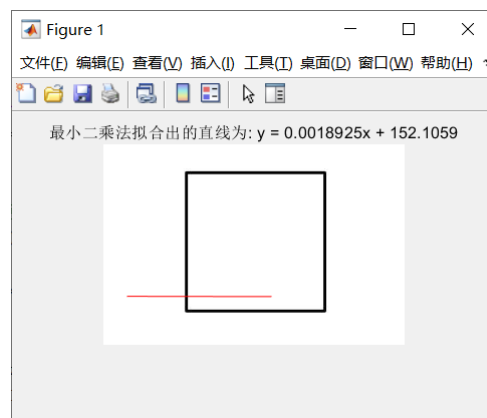 Figure 1
文件(F) 编辑(E) 查看(V) 插入(I) 工具(T) 桌面(D) 窗口(W) 帮助(H)
最小二乘法拟合出的直线为: y = 0.0018925x + 152.1059